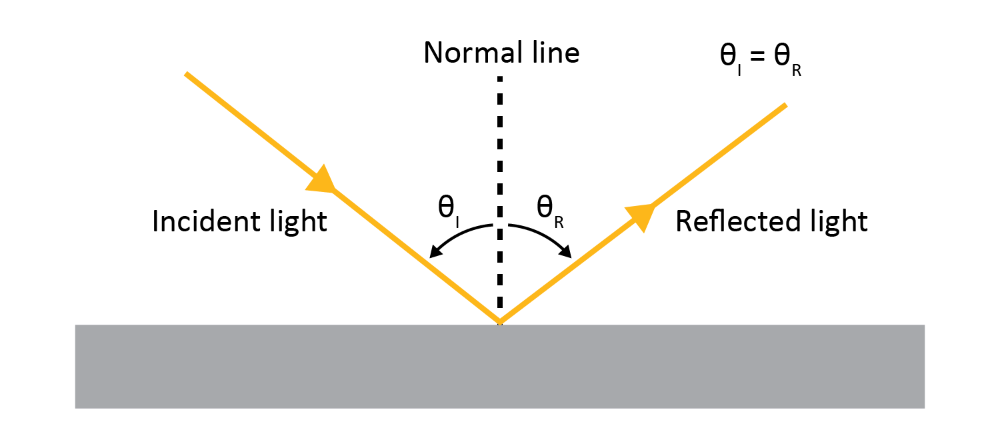 Normal line
θI = θR
θI
θR
Incident light
Reflected light